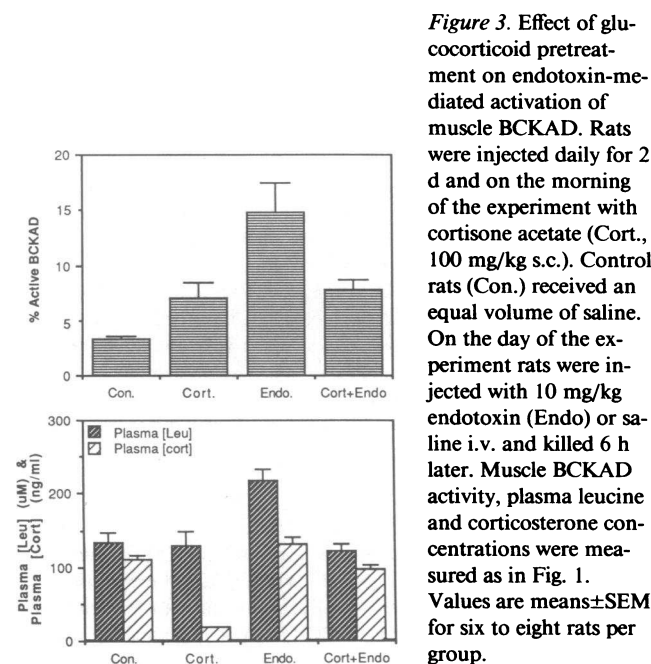 Figure 3. Effect of glu-
cocorticoid pretreat-
ment on endotoxin-me-
diated activation of
muscle BCKAD. Rats
were injected daily for 2
d and on the morning
of the experiment with
cortisone acetate (Cort.,
100 mg/kg s.c.). Control
rats (Con.) received an
equal volume of saline.
On the day of the ex-
periment rats were in-
jected with 10 mg/kg
endotoxin (Endo) or sa-
line i.v. and killed 6 h
later. Muscle BCKAD
activity, plasma leucine
and corticosterone con-
centrations were mea-
sured as in Fig. 1.
Values are means±SEM
for six to eight rats per
group.
% Active BCKAD
20
15
10
5
0
Con. Cort. Endo. Cort+Endo
Plasma [Leu] (uM) &
Plasma [Cort] (ng/ml)
300
200
100
0
Plasma [Leu]
Plasma [cort]
Con. Cort. Endo. Cort+Endo